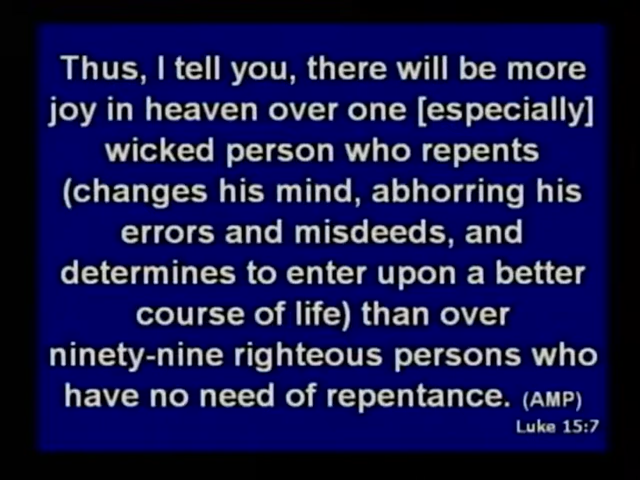 Thus, I tell you, there will be more
joy in heaven over one [especially]
wicked person who repents
(changes his mind, abhorring his
errors and misdeeds, and
determines to enter upon a better
course of life) than over
ninety-nine righteous persons who
have no need of repentance. (AMP)
Luke 15:7